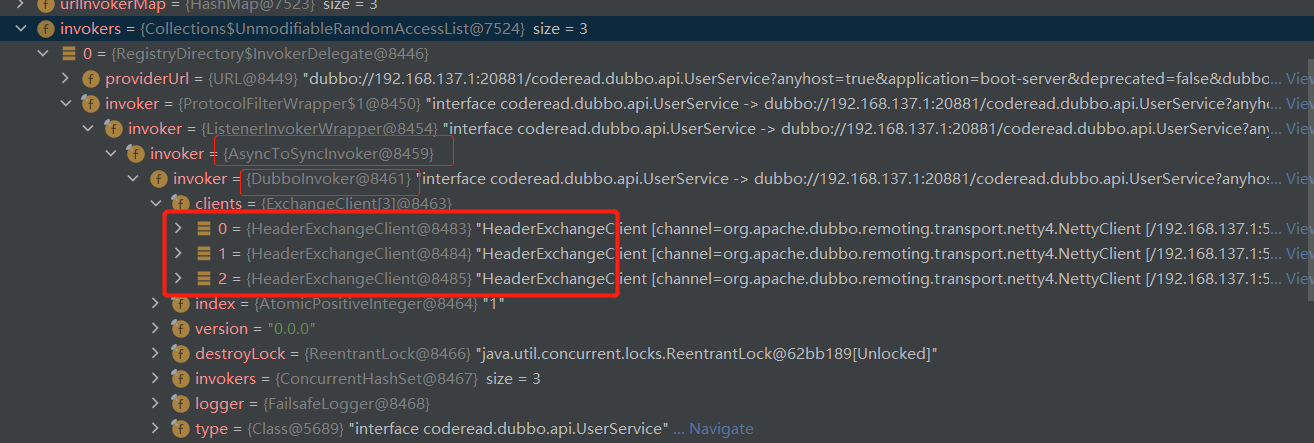 urlInvokerMap = {HashMap@7523} size = 3
invokers = {Collections$UnmodifiableRandomAccessList@7524} size = 3
0 = {RegistryDirectory$InvokerDelegate@8446}
providerUrl = {URL@8449} "dubbo://192.168.137.1:20881/coderead.dubbo.api.UserService?anyhost=true&application=boot-server&deprecated=false&dubbc... View
invoker = {ProtocolFilterWrapper$1@8450} "interface coderead.dubbo.api.UserService -> dubbo://192.168.137.1:20881/coderead.dubbo.api.UserService?anyho... View
invoker = {ListenerInvokerWrapper@8454} "interface coderead.dubbo.api.UserService -> dubbo://192.168.137.1:20881/coderead.dubbo.api.UserService?any... View
invoker = {AsyncToSyncInvoker@8459}
invoker = {DubboInvoker@8461} "interface coderead.dubbo.api.UserService -> dubbo://192.168.137.1:20881/coderead.dubbo.api.UserService?anyhos... View
clients = {ExchangeClient[3]@8463}
0 = {HeaderExchangeClient@8483} "HeaderExchangeClient [channel=org.apache.dubbo.remoting.transport.netty4.NettyClient [/192.168.137.1:5... View
1 = {HeaderExchangeClient@8484} "HeaderExchangeClient [channel=org.apache.dubbo.remoting.transport.netty4.NettyClient [/192.168.137.1:5... View
2 = {HeaderExchangeClient@8485} "HeaderExchangeClient [channel=org.apache.dubbo.remoting.transport.netty4.NettyClient [/192.168.137.1:5... View
index = {AtomicPositiveInteger@8464} "1"
version = "0.0.0"
destroyLock = {ReentrantLock@8466} "java.util.concurrent.locks.ReentrantLock@62bb189[Unlocked]"
invokers = {ConcurrentHashSet@8467} size = 3
logger = {FailsafeLogger@8468}
type = {Class@5689} "interface coderead.dubbo.api.UserService" ... Navigate